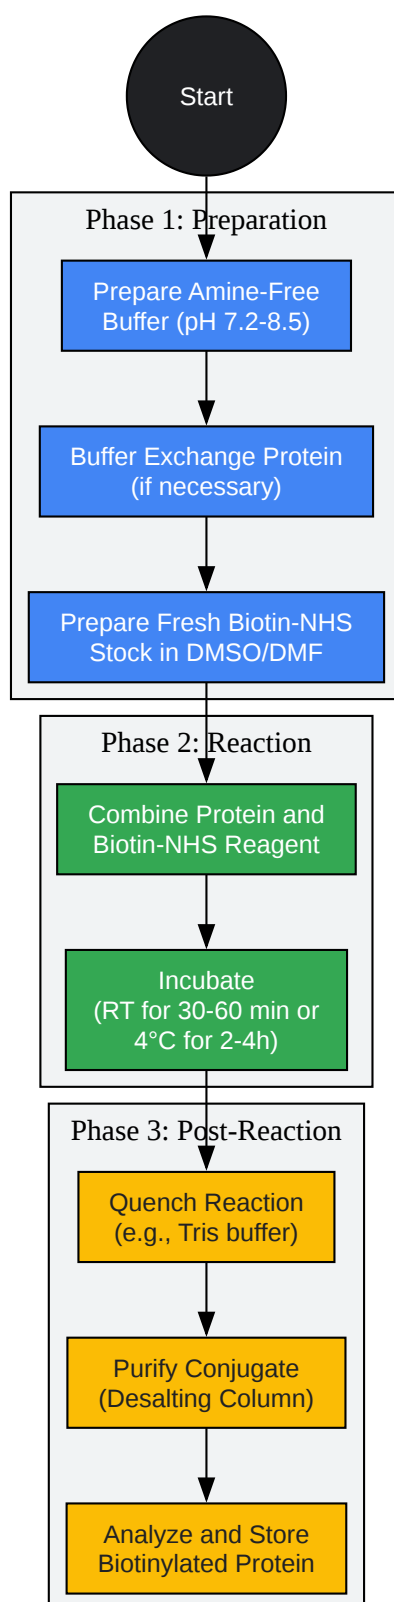 Start
Phase 1: Preparation
Prepare Amine-Free
Buffer (pH 7.2-8.5)
Buffer Exchange Protein
(if necessary)
Prepare Fresh Biotin-NHS
Stock in DMSO/DMF
Phase 2: Reaction
Combine Protein and
Biotin-NHS Reagent
Incubate
(RT for 30-60 min or
4°C for 2-4h)
Phase 3: Post-Reaction
Quench Reaction
(e.g., Tris buffer)
Purify Conjugate
(Desalting Column)
Analyze and Store
Biotinylated Protein